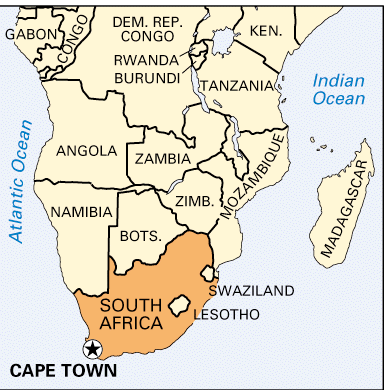 GABON
CONGO
DEM. REP.
CONGO
KEN.
RWANDA
BURUNDI
TANZANIA
Indian
Ocean
Atlantic Ocean
ANGOLA
ZAMBIA
MOZAMBIQUE
MADAGASCAR
NAMIBIA
ZIMB.
BOTS.
SWAZILAND
SOUTH
AFRICA
LESOTHO
CAPE TOWN